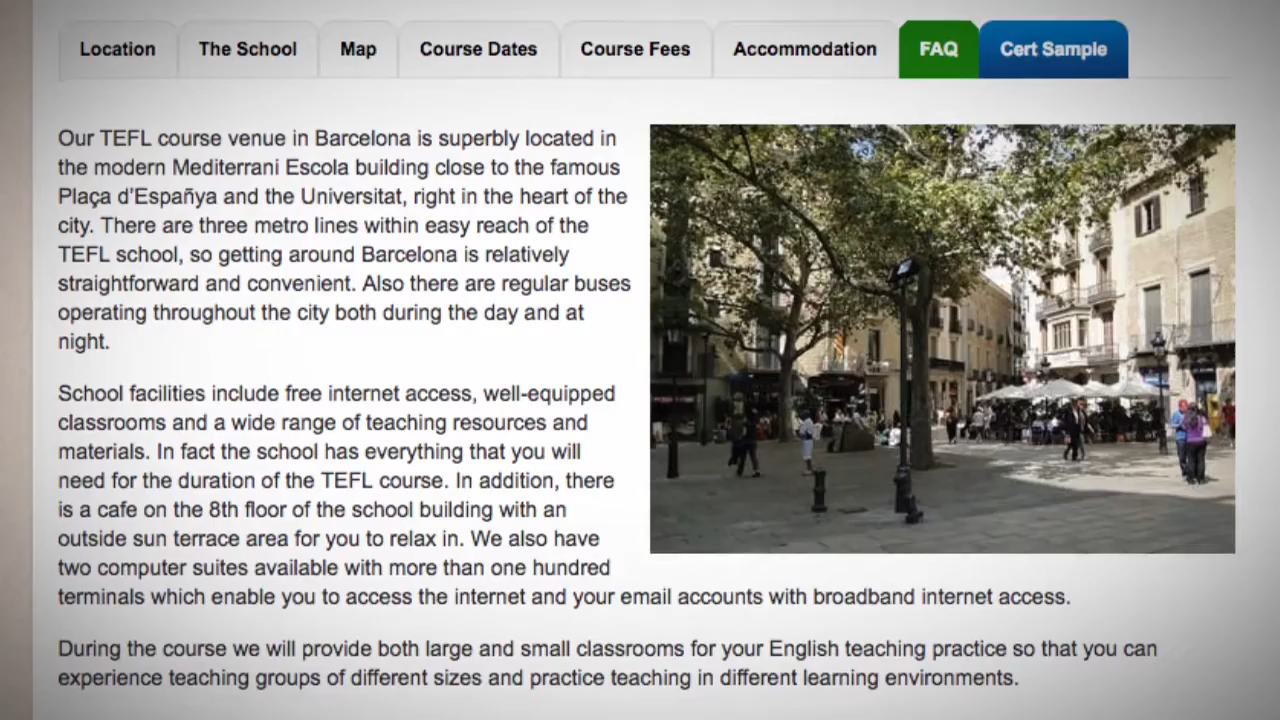 Location The School Map Course Dates Course Fees Accommodation FAQ Cert Sample
Our TEFL course venue in Barcelona is superbly located in
the modern Mediterrani Escola building close to the famous
Plaça d'Españya and the Universitat, right in the heart of the
city. There are three metro lines within easy reach of the
TEFL school, so getting around Barcelona is relatively
straightforward and convenient. Also there are regular buses
operating throughout the city both during the day and at
night.
School facilities include free internet access, well-equipped
classrooms and a wide range of teaching resources and
materials. In fact the school has everything that you will
need for the duration of the TEFL course. In addition, there
is a cafe on the 8th floor of the school building with an
outside sun terrace area for you to relax in. We also have
two computer suites available with more than one hundred
terminals which enable you to access the internet and your email accounts with broadband internet access.
During the course we will provide both large and small classrooms for your English teaching practice so that you can
experience teaching groups of different sizes and practice teaching in different learning environments.